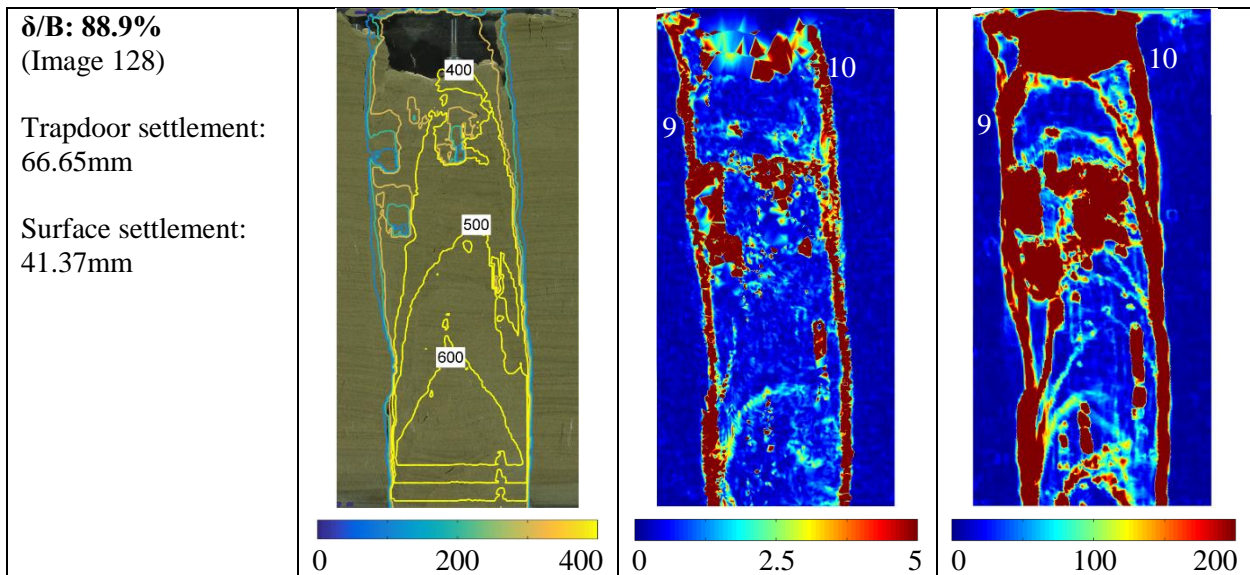 δ/B: 88.9%
(Image 128)
Trapdoor settlement:
66.65mm
Surface settlement:
41.37mm
400
500
600
0 200 400
9
10
0 2.5 5
9
10
0 100 200